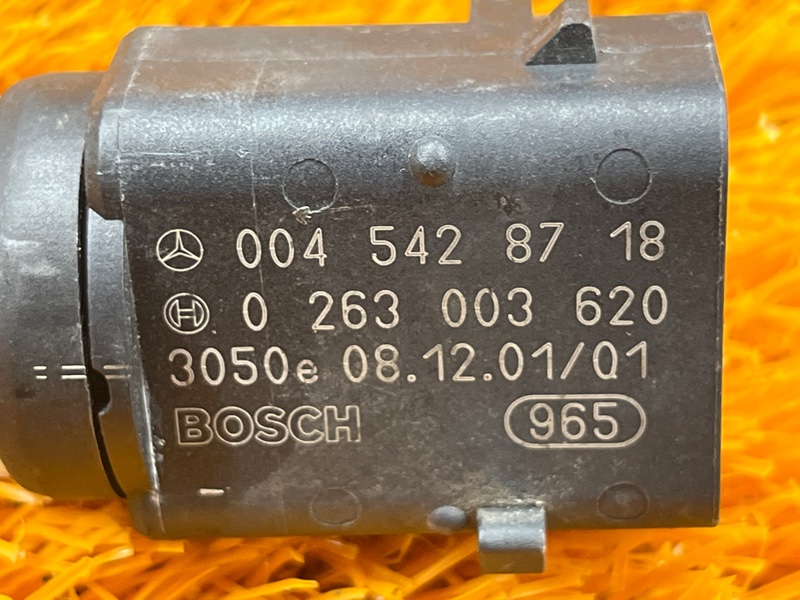 004 542 87 18
0 263 003 620
3050e 08.12.01/Q1
BOSCH 965